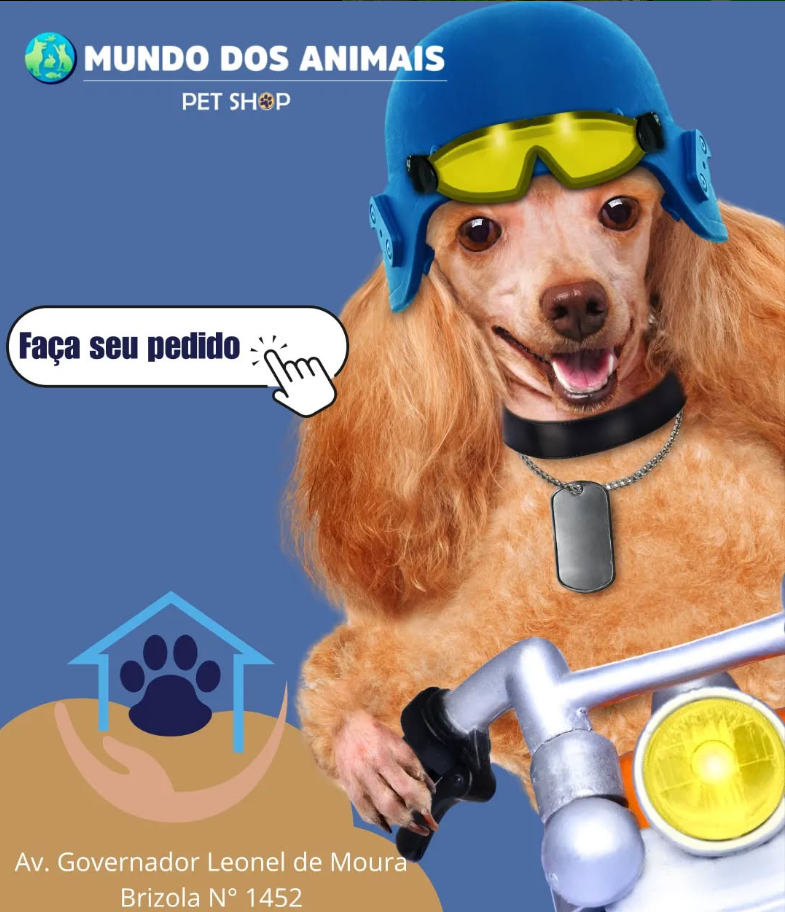 MUNDO DOS ANIMAIS
PET SHOP
Faça seu pedido
Av. Governador Leonel de Moura
Brizola N° 1452